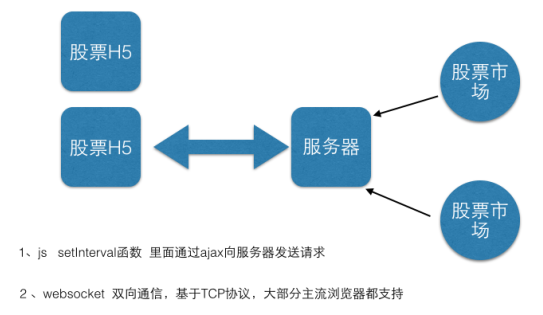 股票H5
股票市
场
股票H5
服务器
股票市
场
1、js setInterval函数 里面通过ajax向服务器发送请求
2 、websocket 双向通信，基于TCP协议，大部分主流浏览器都支持